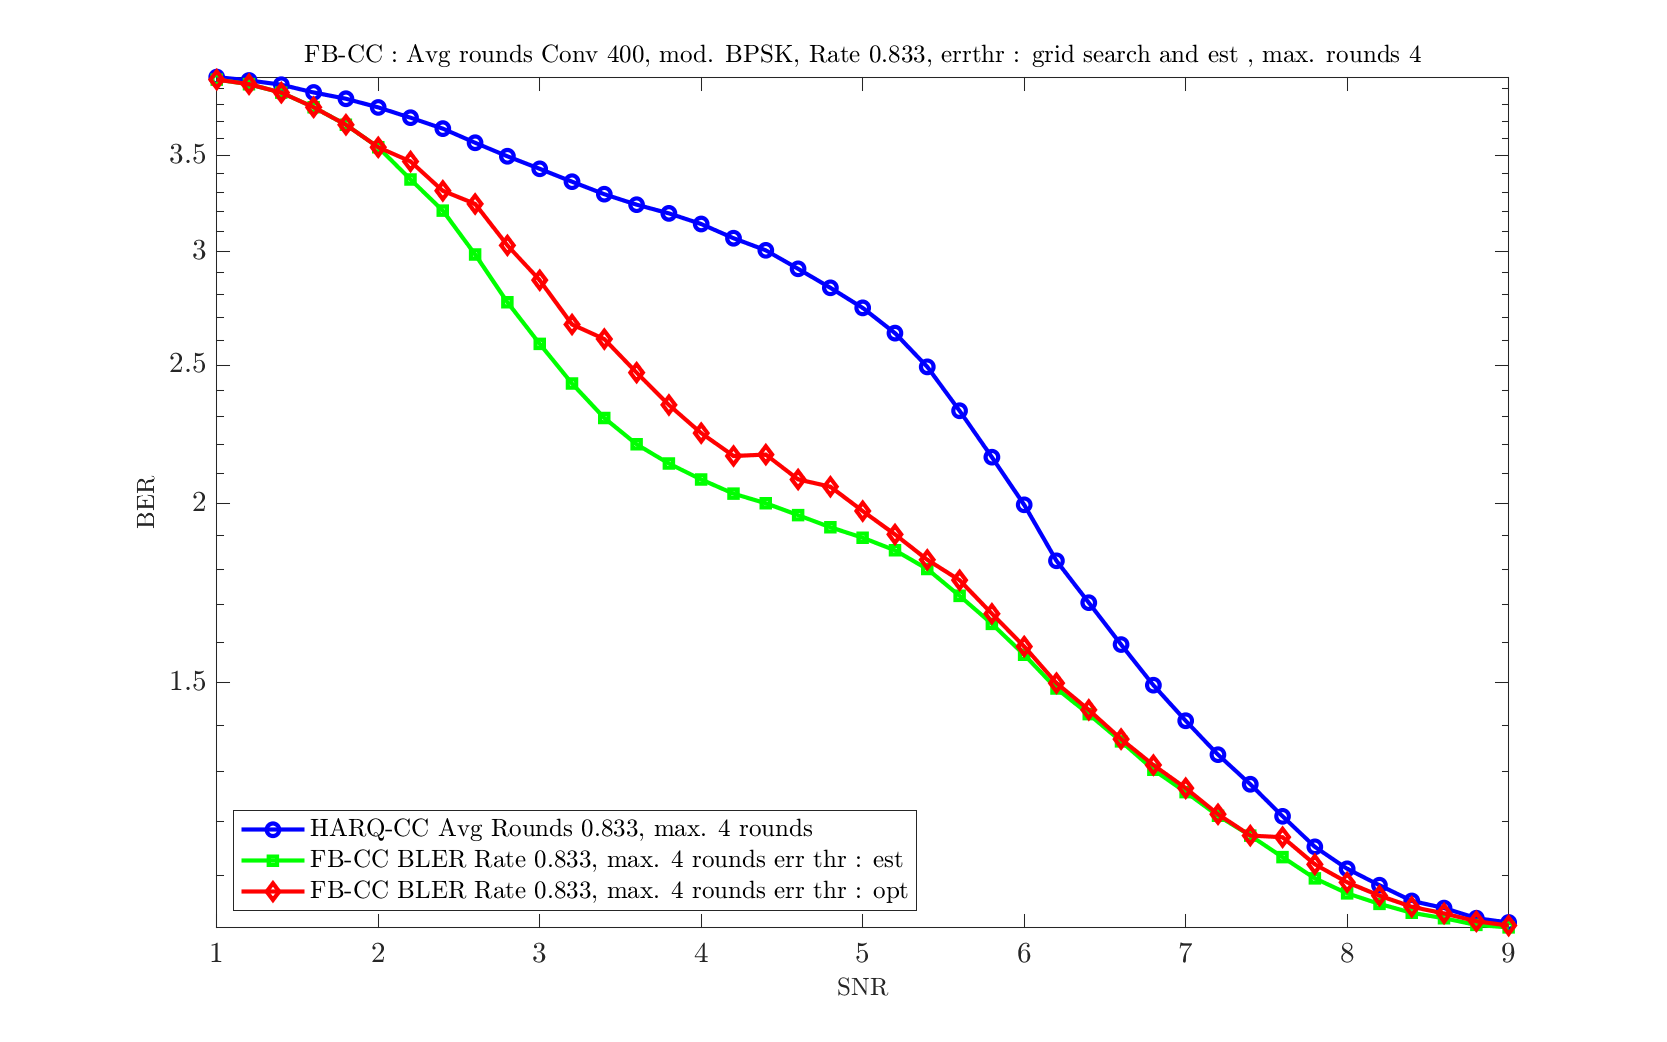 FB-CC : Avg rounds Conv 400, mod. BPSK, Rate 0.833, errthr : grid search and est , max. rounds 4
3.5
3
2.5
2
1.5
BER
HARQ-CC Avg Rounds 0.833, max. 4 rounds
FB-CC BLER Rate 0.833, max. 4 rounds err thr : est
FB-CC BLER Rate 0.833, max. 4 rounds err thr : opt
1 2 3 4 5 6 7 8 9
SNR